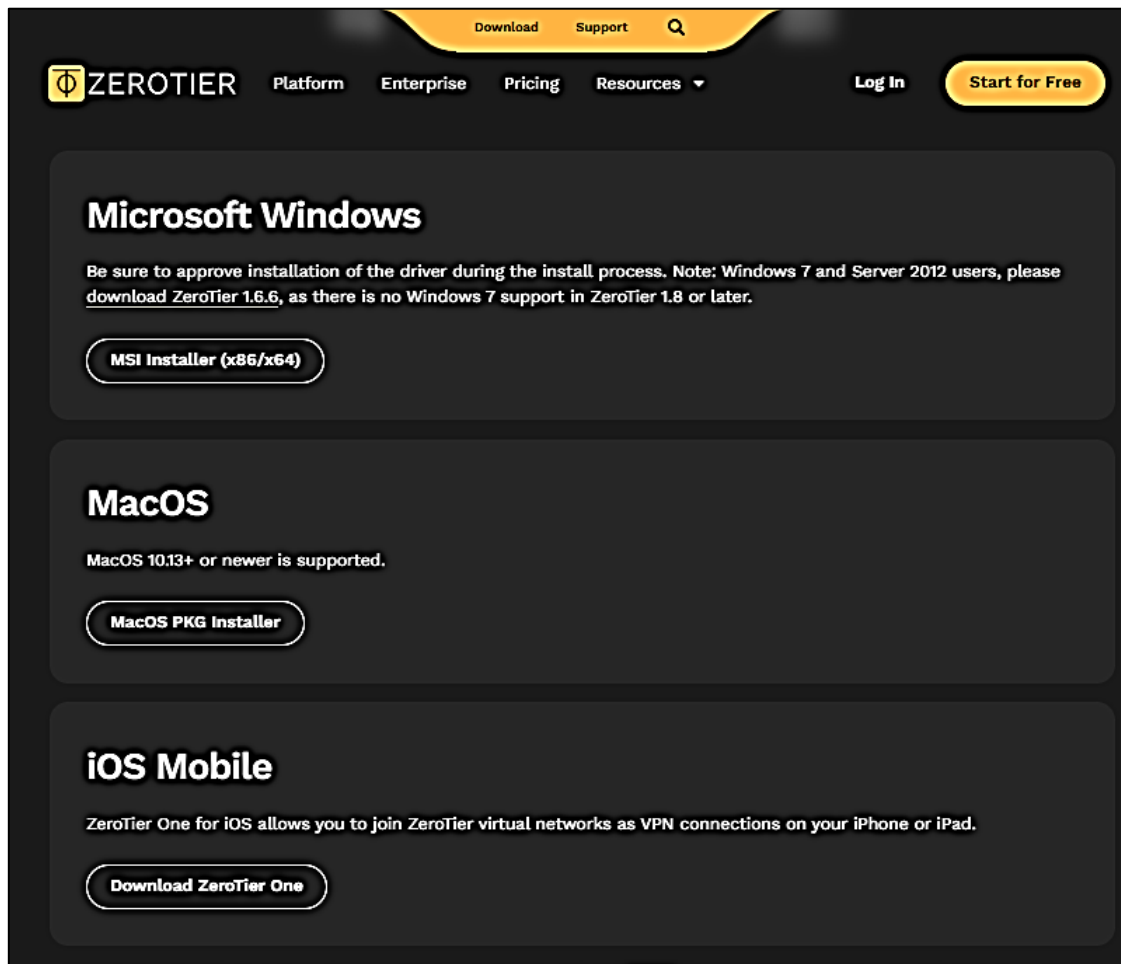 Download Support
ZEROTIER Platform Enterprise Pricing Resources Log In Start for Free
Microsoft Windows
Be sure to approve installation of the driver during the install process. Note: Windows 7 and Server 2012 users, please
download ZeroTier 1.6.6, as there is no Windows 7 support in ZeroTier 1.8 or later.
MSI Installer (x86/x64)
MacOS
MacOS 10.13+ or newer is supported.
MacOS PKG Installer
iOS Mobile
ZeroTier One for iOS allows you to join ZeroTier virtual networks as VPN connections on your iPhone or iPad.
Download ZeroTier One